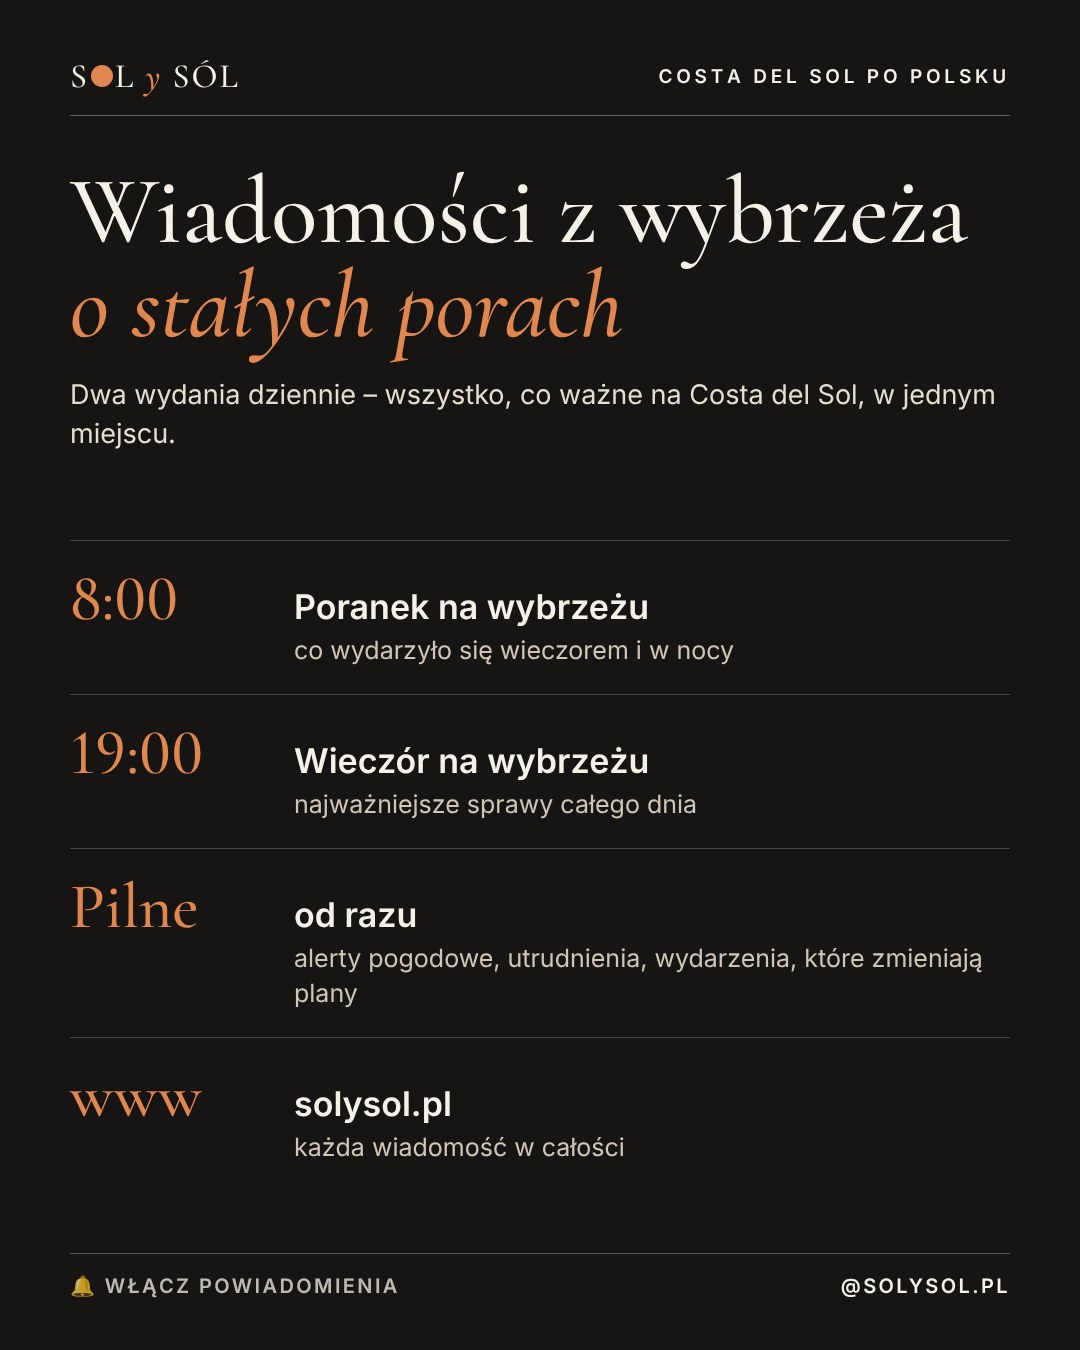 SOL y SÓL
COSTA DEL SOL PO POLSKU
Wiadomości z wybrzeża
o stałych porach
Dwa wydania dziennie – wszystko, co ważne na Costa del Sol, w jednym
miejscu.
8:00
Poranek na wybrzeżu
co wydarzyło się wieczorem i w nocy
19:00
Wieczór na wybrzeżu
najważniejsze sprawy całego dnia
Pilne
od razu
alerty pogodowe, utrudnienia, wydarzenia, które zmieniają
plany
www
solysol.pl
każda wiadomość w całości
🔔 WŁĄCZ POWIADOMIENIA
@SOLYSOL.PL